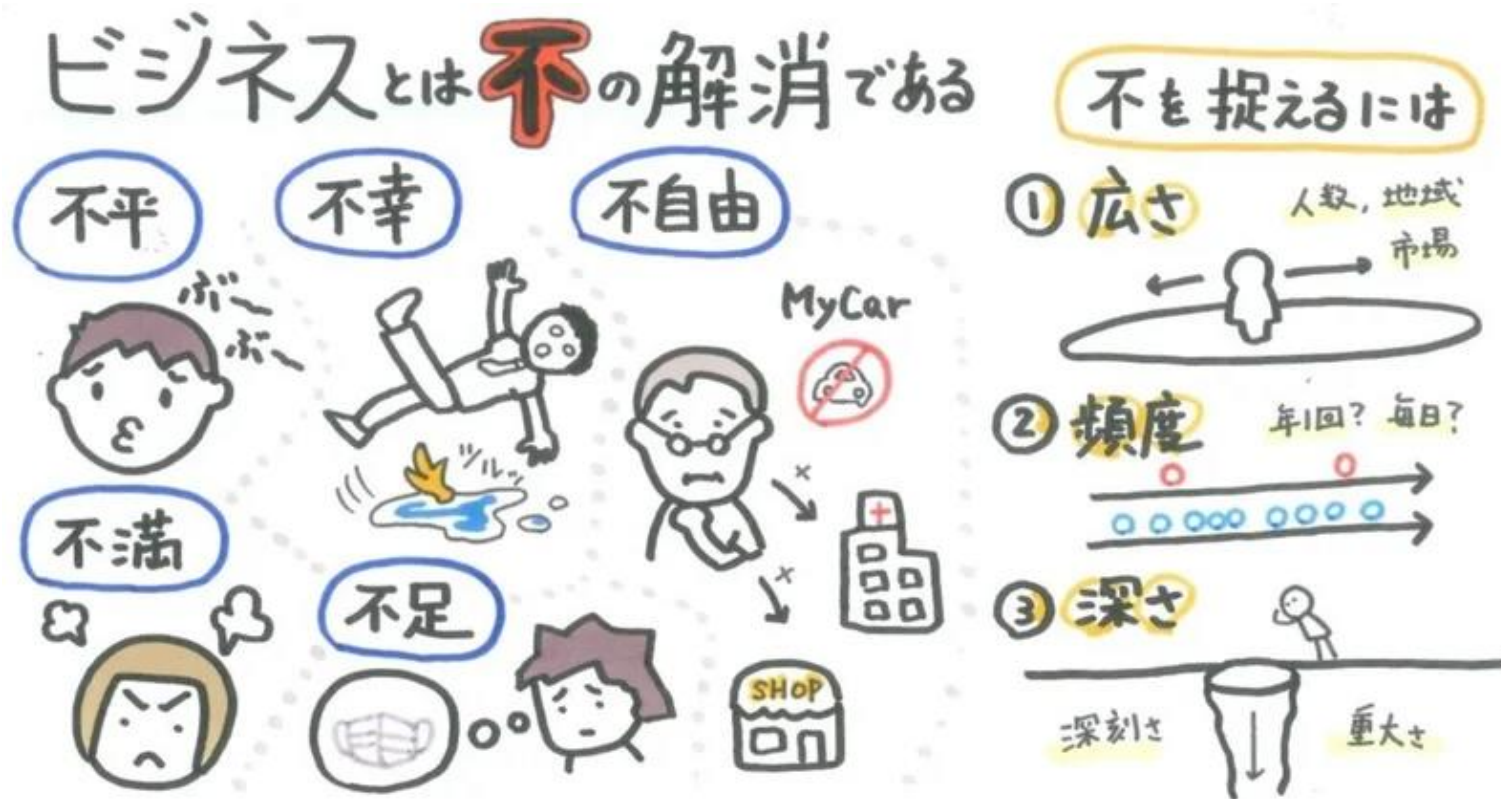 ビジネスとは不の解消である
不平
ぶ〜
ぶ〜
不幸
ツルッ
不自由
MyCar
×
×
SHOP
不満
不足
不を捉えるには
① 広さ
人数, 地域
市場
② 頻度
年1回? 毎日?
③ 深さ
深刻さ
重大さ